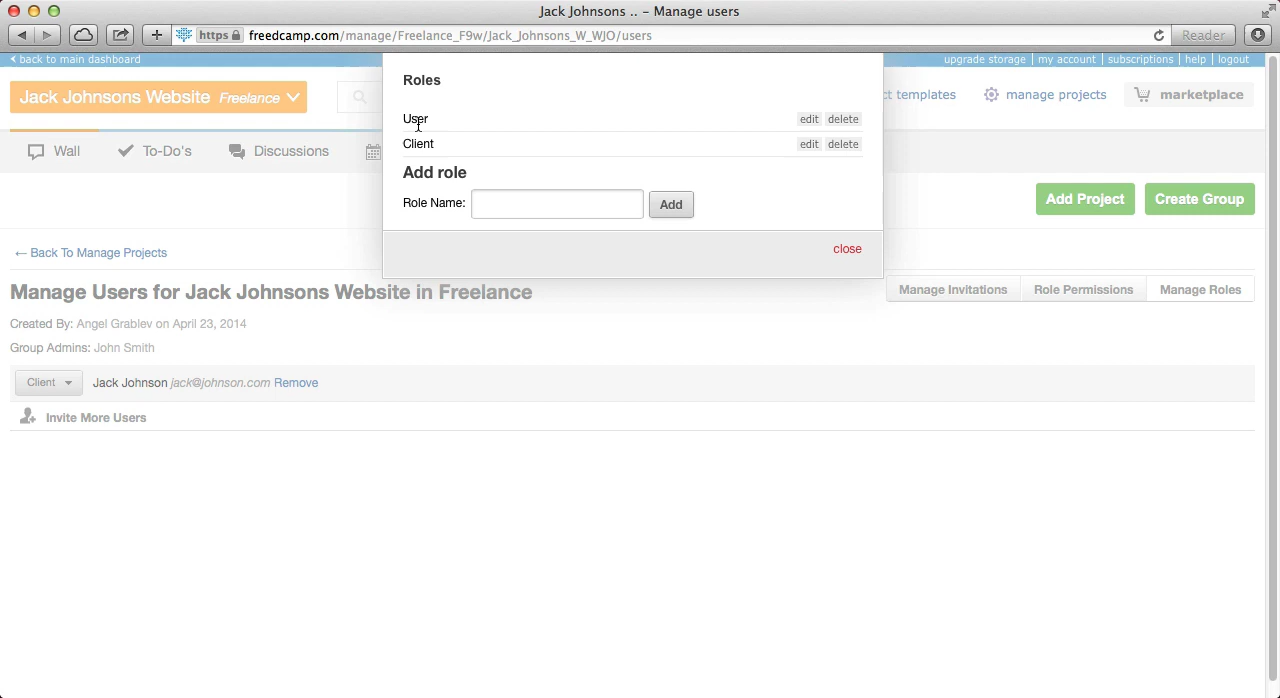 Jack Johnsons .. – Manage users
https freedcamp.com/manage/Freelance_F9w/Jack_Johnsons_W_WJO/users
Reader
back to main dashboard
upgrade storage | my account | subscriptions | help | logout
Jack Johnsons Website Freelance
ct templates
manage projects
marketplace
Roles
User edit delete
Client edit delete
Add role
Role Name: Add
close
Wall
To-Do's
Discussions
Add Project
Create Group
← Back To Manage Projects
Manage Users for Jack Johnsons Website in Freelance
Manage Invitations
Role Permissions
Manage Roles
Created By: Angel Grablev on April 23, 2014
Group Admins: John Smith
Client Jack Johnson jack@johnson.com Remove
Invite More Users